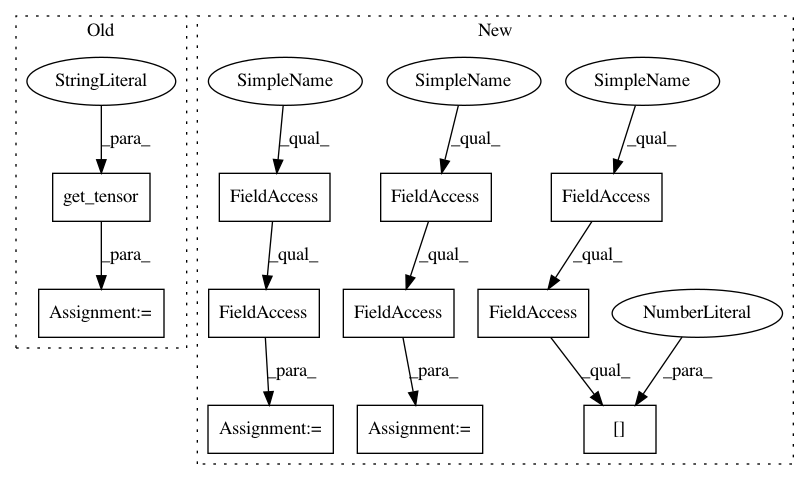 Old
New
StringLiteral
SimpleName
SimpleName
SimpleName
_para_
_qual_
_qual_
_qual_
get_tensor
FieldAccess
FieldAccess
FieldAccess
_para_
_qual_
_qual_
_qual_
Assignment:=
FieldAccess
FieldAccess
FieldAccess
NumberLiteral
_para_
_para_
_qual_
_para_
Assignment:=
Assignment:=
[]